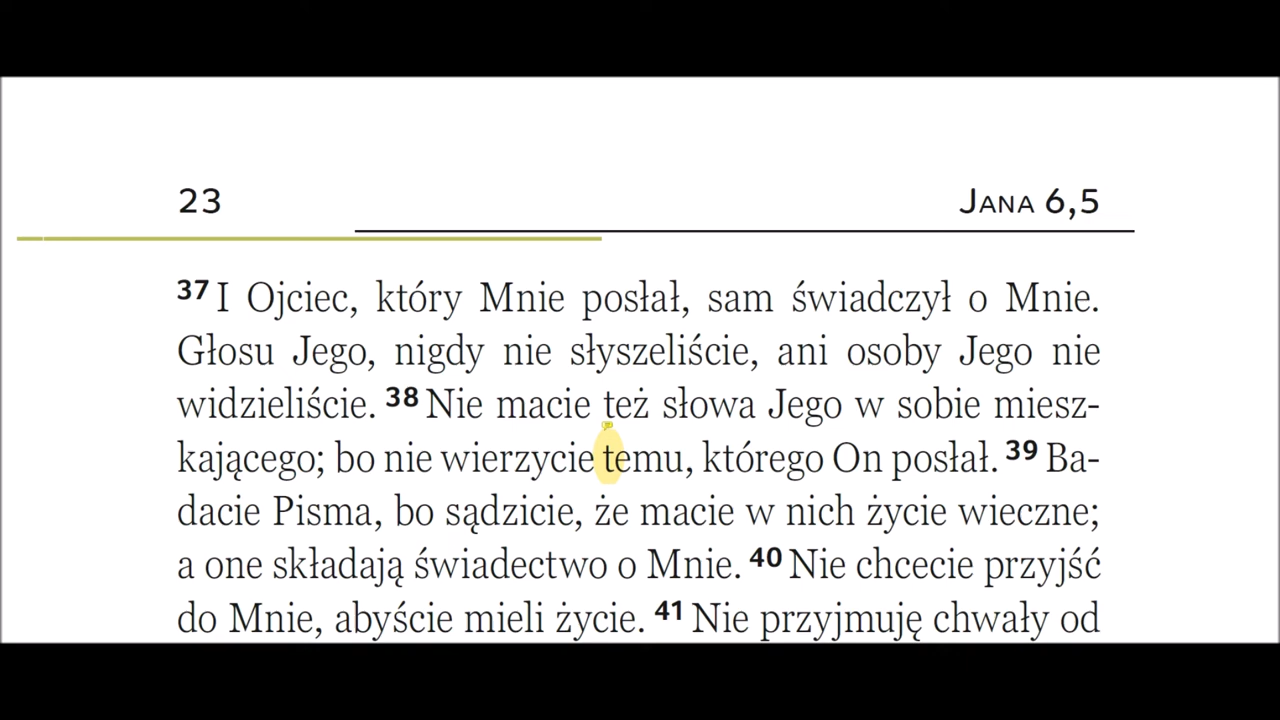 23 Jana 6,5
37 I Ojciec, który Mnie posłał, sam świadczył o Mnie.
Głosu Jego, nigdy nie słyszeliście, ani osoby Jego nie
widzieliście. 38 Nie macie też słowa Jego w sobie miesz-
kającego; bo nie wierzycie temu, którego On posłał. 39 Ba-
dacie Pisma, bo sądzicie, że macie w nich życie wieczne;
a one składają świadectwo o Mnie. 40 Nie chcecie przyjść
do Mnie, abyście mieli życie. 41 Nie przyjmuję chwały od